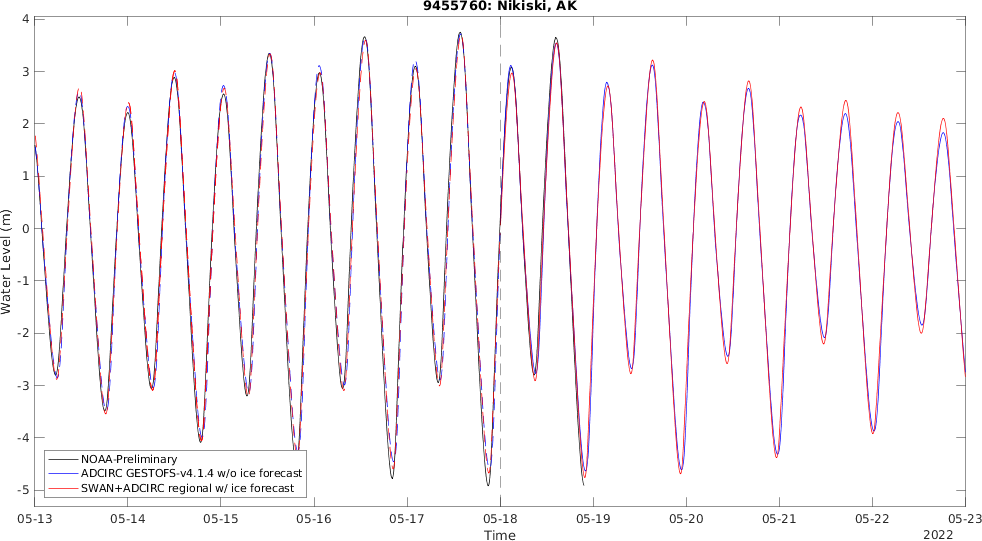 9455760: Nikiski, AK
4
3
2
1
0
-1
-2
-3
-4
-5
Water Level (m)
NOAA-Preliminary
ADCIRC GESTOFS-v4.1.4 w/o ice forecast
SWAN+ADCIRC regional w/ ice forecast
05-13 05-14 05-15 05-16 05-17 05-18 05-19 05-20 05-21 05-22 05-23
Time
2022